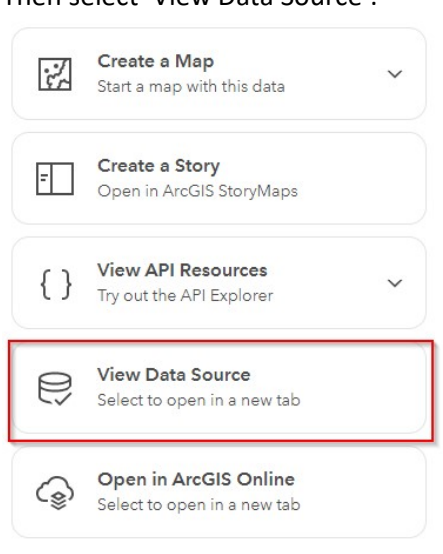 Then select 'View Data Source'.
Create a Map
Start a map with this data
Create a Story
Open in ArcGIS StoryMaps
{ }
View API Resources
Try out the API Explorer
View Data Source
Select to open in a new tab
Open in ArcGIS Online
Select to open in a new tab